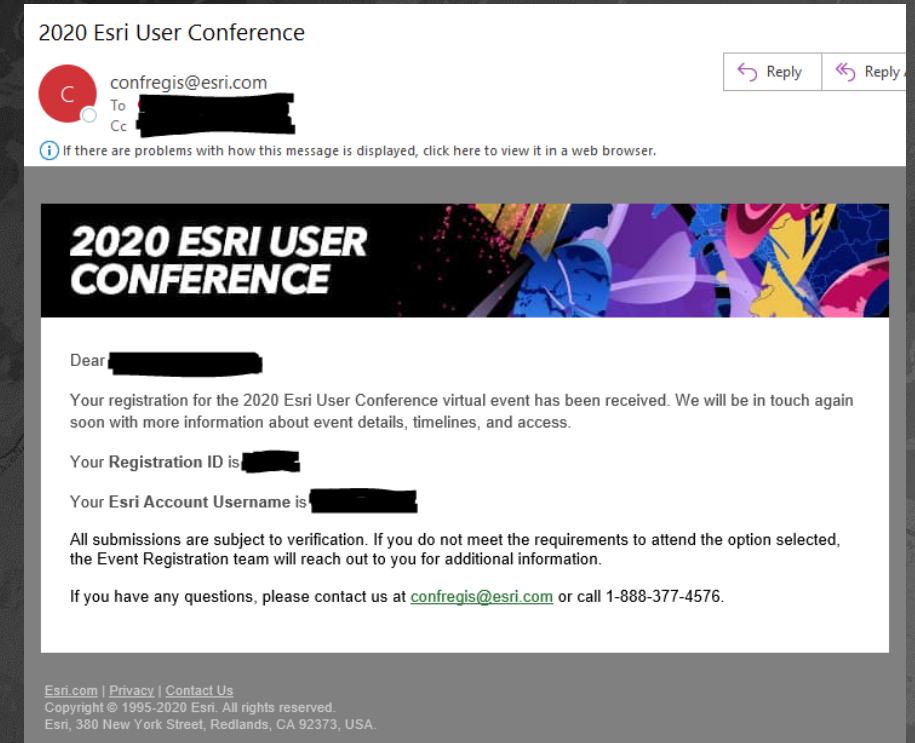 2020 Esri User Conference
C
confregis@esri.com
Reply
Reply
To
Cc
If there are problems with how this message is displayed, click here to view it in a web browser.
2020 ESRI USER
CONFERENCE
Dear
Your registration for the 2020 Esri User Conference virtual event has been received. We will be in touch again
soon with more information about event details, timelines, and access.
Your Registration ID is
Your Esri Account Username is
All submissions are subject to verification. If you do not meet the requirements to attend the option selected,
the Event Registration team will reach out to you for additional information.
If you have any questions, please contact us at confregis@esri.com or call 1-888-377-4576.
Esri.com | Privacy | Contact Us
Copyright © 1995-2020 Esri. All rights reserved.
Esri, 380 New York Street, Redlands, CA 92373, USA.